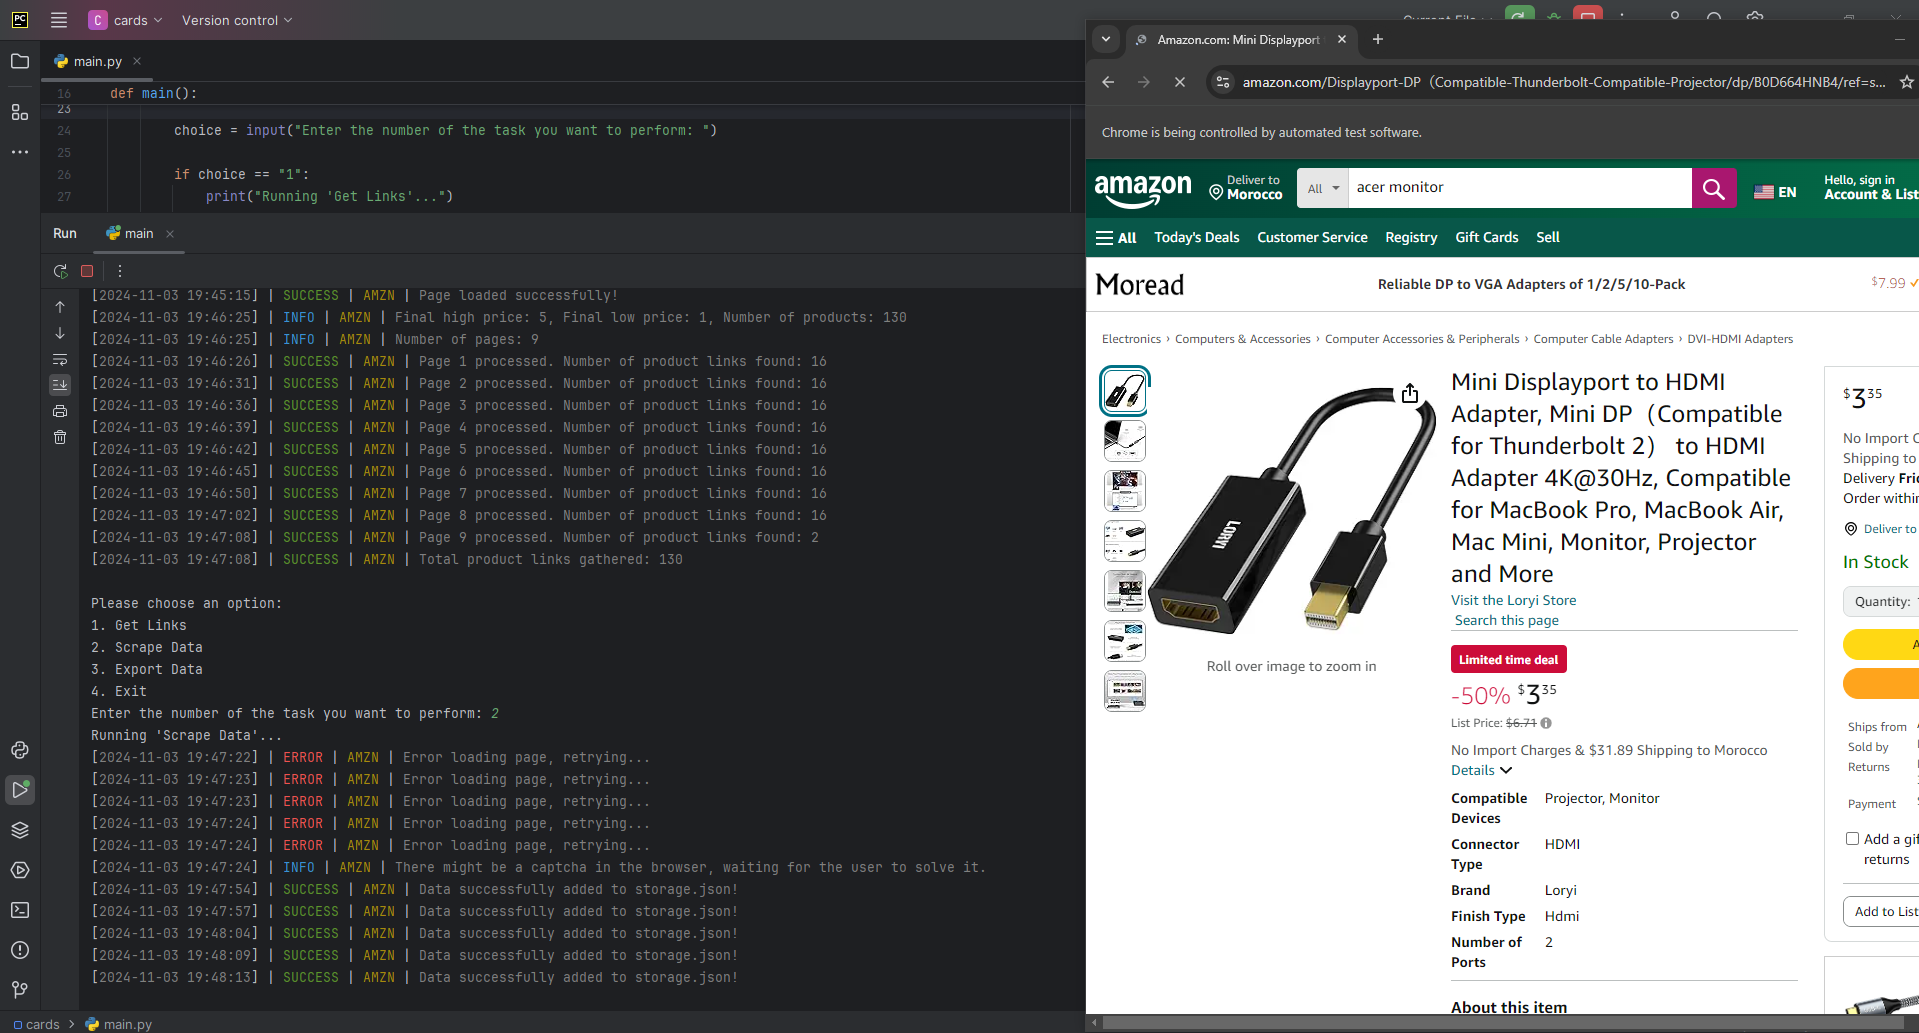 PC
C cards
Version control
main.py
16 def main():
23
24 choice = input("Enter the number of the task you want to perform: ")
25
26 if choice == "1":
27 print("Running 'Get Links'...")
Run main
[2024-11-03 19:45:15] | SUCCESS | AMZN | Page loaded successfully!
[2024-11-03 19:46:25] | INFO | AMZN | Final high price: 5, Final low price: 1, Number of products: 130
[2024-11-03 19:46:25] | INFO | AMZN | Number of pages: 9
[2024-11-03 19:46:26] | SUCCESS | AMZN | Page 1 processed. Number of product links found: 16
[2024-11-03 19:46:31] | SUCCESS | AMZN | Page 2 processed. Number of product links found: 16
[2024-11-03 19:46:36] | SUCCESS | AMZN | Page 3 processed. Number of product links found: 16
[2024-11-03 19:46:39] | SUCCESS | AMZN | Page 4 processed. Number of product links found: 16
[2024-11-03 19:46:42] | SUCCESS | AMZN | Page 5 processed. Number of product links found: 16
[2024-11-03 19:46:45] | SUCCESS | AMZN | Page 6 processed. Number of product links found: 16
[2024-11-03 19:46:50] | SUCCESS | AMZN | Page 7 processed. Number of product links found: 16
[2024-11-03 19:47:02] | SUCCESS | AMZN | Page 8 processed. Number of product links found: 16
[2024-11-03 19:47:08] | SUCCESS | AMZN | Page 9 processed. Number of product links found: 2
[2024-11-03 19:47:08] | SUCCESS | AMZN | Total product links gathered: 130
Please choose an option:
1. Get Links
2. Scrape Data
3. Export Data
4. Exit
Enter the number of the task you want to perform: 2
Running 'Scrape Data'...
[2024-11-03 19:47:22] | ERROR | AMZN | Error loading page, retrying...
[2024-11-03 19:47:23] | ERROR | AMZN | Error loading page, retrying...
[2024-11-03 19:47:23] | ERROR | AMZN | Error loading page, retrying...
[2024-11-03 19:47:24] | ERROR | AMZN | Error loading page, retrying...
[2024-11-03 19:47:24] | ERROR | AMZN | Error loading page, retrying...
[2024-11-03 19:47:24] | INFO | AMZN | There might be a captcha in the browser, waiting for the user to solve it.
[2024-11-03 19:47:54] | SUCCESS | AMZN | Data successfully added to storage.json!
[2024-11-03 19:47:57] | SUCCESS | AMZN | Data successfully added to storage.json!
[2024-11-03 19:48:04] | SUCCESS | AMZN | Data successfully added to storage.json!
[2024-11-03 19:48:09] | SUCCESS | AMZN | Data successfully added to storage.json!
[2024-11-03 19:48:13] | SUCCESS | AMZN | Data successfully added to storage.json!
cards > main.py
Current File
Amazon.com: Mini Displayport
amazon.com/Displayport-DP（Compatible-Thunderbolt-Compatible-Projector/dp/B0D664HNB4/ref=s...
Chrome is being controlled by automated test software.
amazon
Deliver to
Morocco
All acer monitor
EN
Hello, sign in
Account & List
All Today's Deals Customer Service Registry Gift Cards Sell
Moread Reliable DP to VGA Adapters of 1/2/5/10-Pack $7.99
Electronics › Computers & Accessories › Computer Accessories & Peripherals › Computer Cable Adapters › DVI-HDMI Adapters
LORYI
Roll over image to zoom in
Mini Displayport to HDMI
Adapter, Mini DP（Compatible
for Thunderbolt 2） to HDMI
Adapter 4K@30Hz, Compatible
for MacBook Pro, MacBook Air,
Mac Mini, Monitor, Projector
and More
Visit the Loryi Store
Search this page
Limited time deal
-50% $3 35
List Price: $6.71
No Import Charges & $31.89 Shipping to Morocco
Details
Compatible Devices Projector, Monitor
Connector Type HDMI
Brand Loryi
Finish Type Hdmi
Number of Ports 2
About this item
$3 35
No Import C
Shipping to
Delivery Fri
Order within
Deliver to
In Stock
Quantity:
Ships from
Sold by
Returns
Payment
Add a gif
returns
Add to List